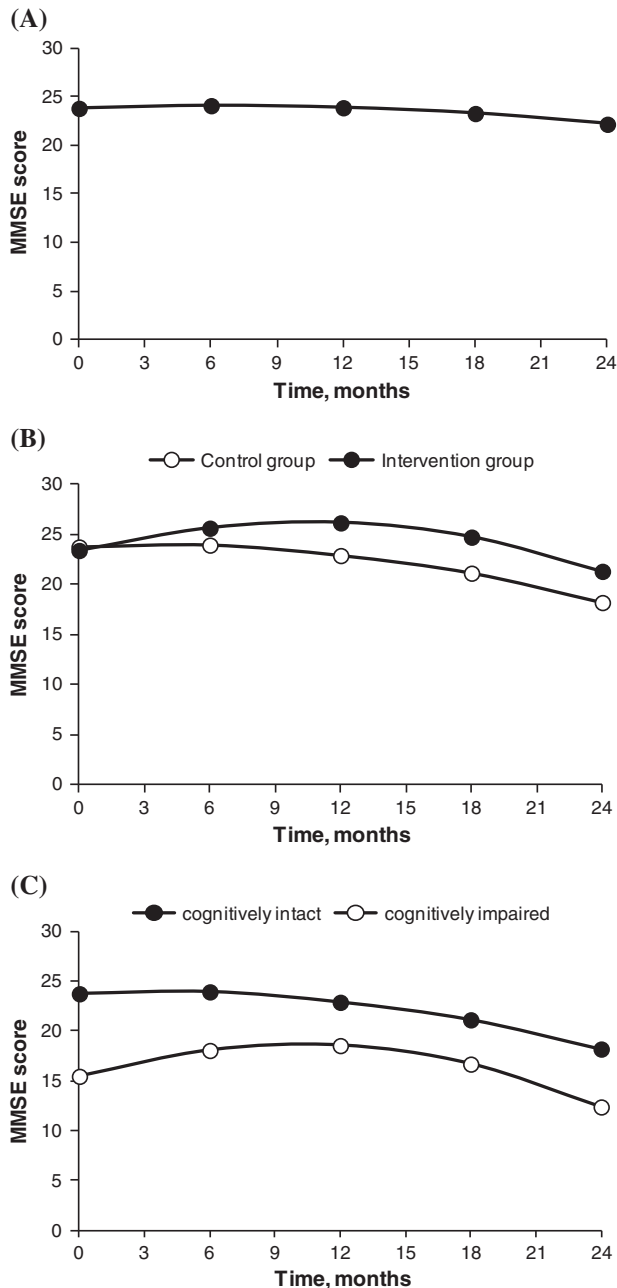 (A)
30
25
20
15
10
5
0
MMSE score
0 3 6 9 12 15 18 21 24
Time, months
(B)
Control group Intervention group
30
25
20
15
10
5
0
MMSE score
0 3 6 9 12 15 18 21 24
Time, months
(C)
cognitively intact cognitively impaired
30
25
20
15
10
5
0
MMSE score
0 3 6 9 12 15 18 21 24
Time, months